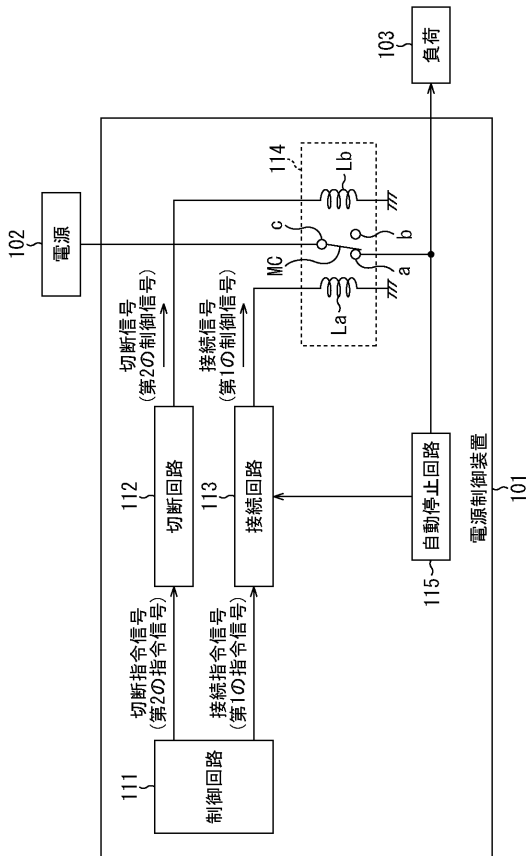 102
電源
103
負荷
114
c
MC
a
b
La
Lb
切断信号
(第2の制御信号)
接続信号
(第1の制御信号)
112
切断回路
113
接続回路
切断指令信号
(第2の指令信号)
接続指令信号
(第1の指令信号)
111
制御回路
115
自動停止回路
電源制御装置
101